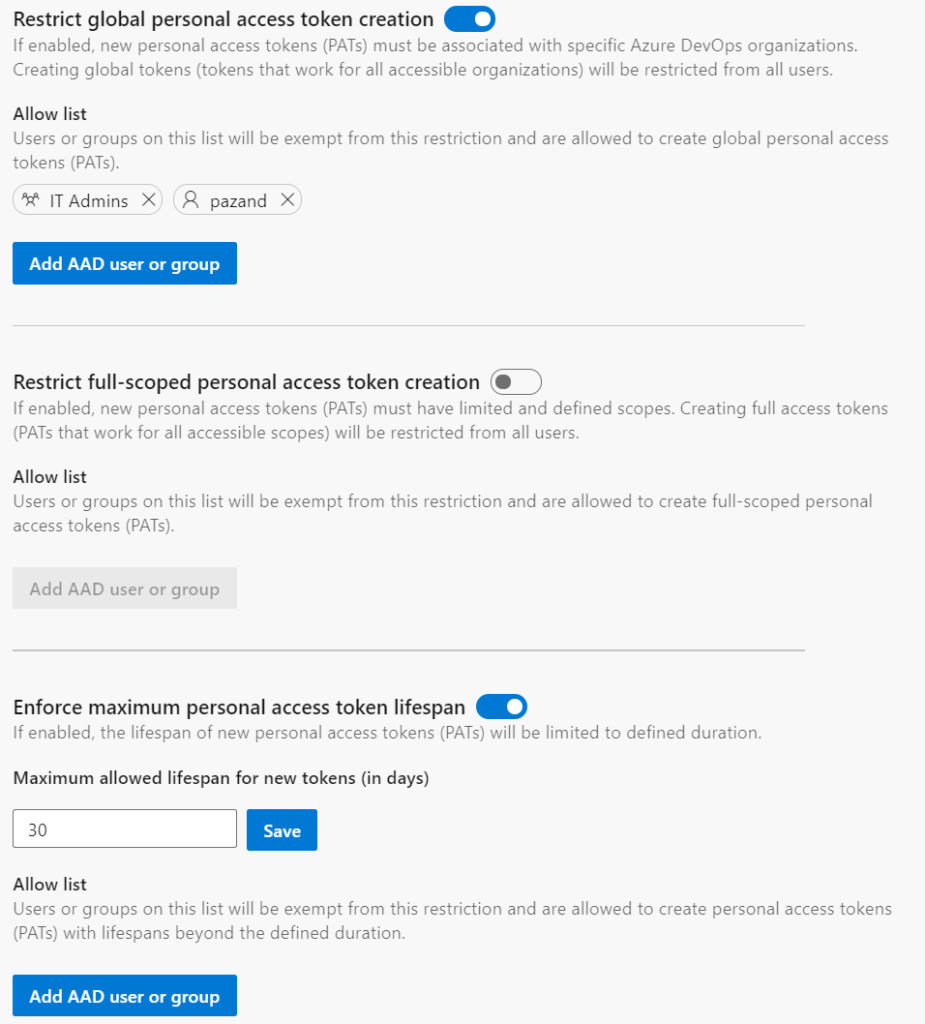 Restrict global personal access token creation
If enabled, new personal access tokens (PATs) must be associated with specific Azure DevOps organizations.
Creating global tokens (tokens that work for all accessible organizations) will be restricted from all users.
Allow list
Users or groups on this list will be exempt from this restriction and are allowed to create global personal access
tokens (PATs).
IT Admins pazand
Add AAD user or group
Restrict full-scoped personal access token creation
If enabled, new personal access tokens (PATs) must have limited and defined scopes. Creating full access tokens
(PATs that work for all accessible scopes) will be restricted from all users.
Allow list
Users or groups on this list will be exempt from this restriction and are allowed to create full-scoped personal
access tokens (PATs).
Add AAD user or group
Enforce maximum personal access token lifespan
If enabled, the lifespan of new personal access tokens (PATs) will be limited to defined duration.
Maximum allowed lifespan for new tokens (in days)
30 Save
Allow list
Users or groups on this list will be exempt from this restriction and are allowed to create personal access tokens
(PATs) with lifespans beyond the defined duration.
Add AAD user or group